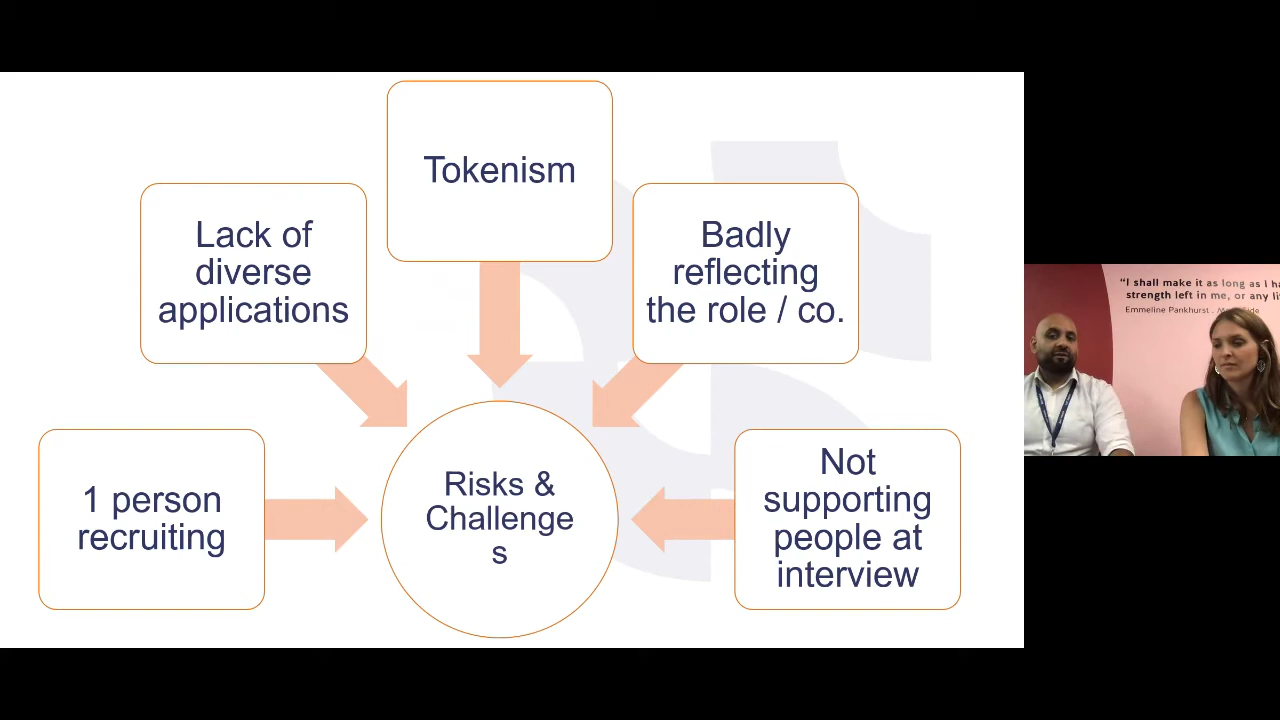 Tokenism
Lack of
diverse
applications
Badly
reflecting
the role / co.
1 person
recruiting
Risks &
Challenge
s
Not
supporting
people at
interview
“I shall make it as long as I ha
strength left in me, or any li
Emmeline Pankhurst